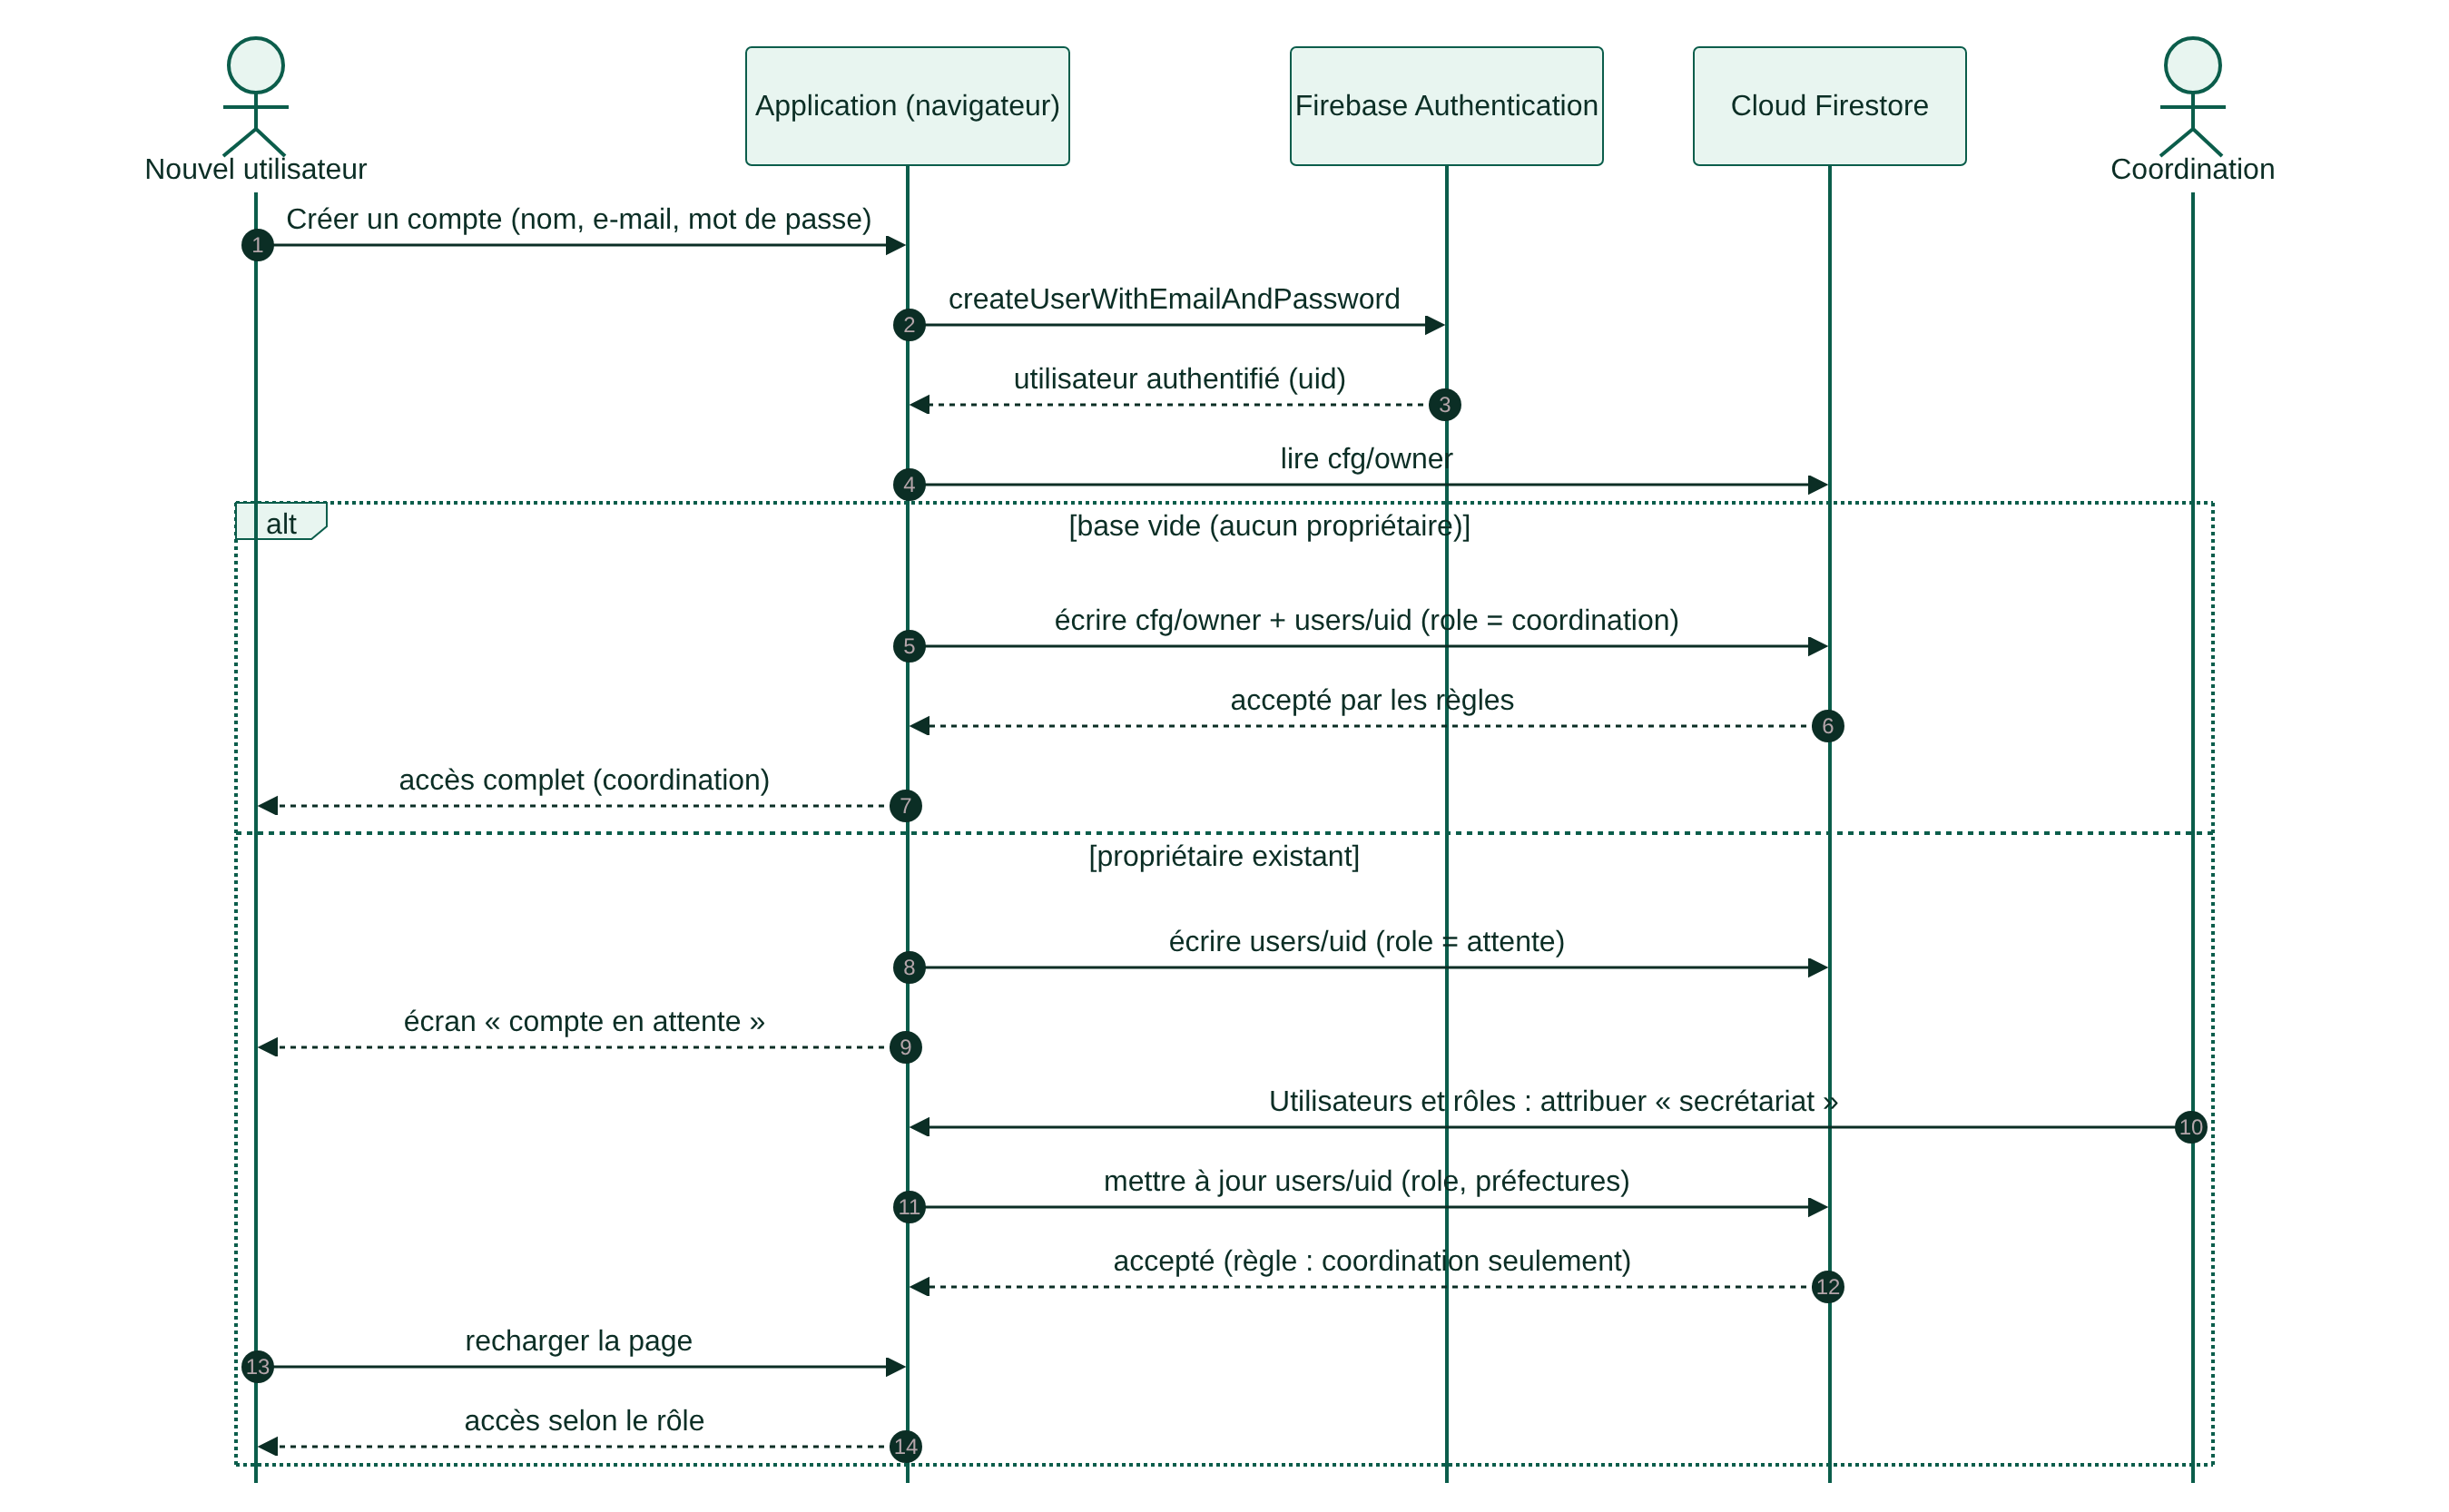 Nouvel utilisateur
Application (navigateur)
Firebase Authentication
Cloud Firestore
Coordination
Créer un compte (nom, e-mail, mot de passe)
1
createUserWithEmailAndPassword
2
utilisateur authentifié (uid)
3
lire cfg/owner
4
alt
[base vide (aucun propriétaire)]
écrire cfg/owner + users/uid (role = coordination)
5
accepté par les règles
6
accès complet (coordination)
7
[propriétaire existant]
écrire users/uid (role = attente)
8
écran « compte en attente »
9
Utilisateurs et rôles : attribuer « secrétariat »
10
mettre à jour users/uid (role, préfectures)
11
accepté (règle : coordination seulement)
12
recharger la page
13
accès selon le rôle
14